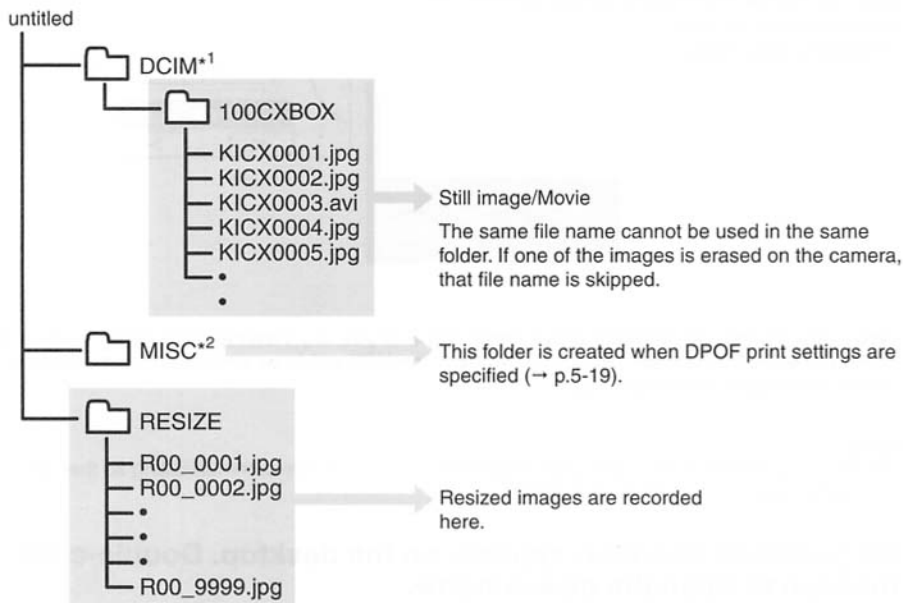 untitled
DCIM*1
100CXBOX
KICX0001.jpg
KICX0002.jpg
KICX0003.avi
KICX0004.jpg
KICX0005.jpg
Still image/Movie
The same file name cannot be used in the same
folder. If one of the images is erased on the camera,
that file name is skipped.
MISC*2
This folder is created when DPOF print settings are
specified (→ p.5-19).
RESIZE
R00_0001.jpg
R00_0002.jpg
R00_9999.jpg
Resized images are recorded
here.